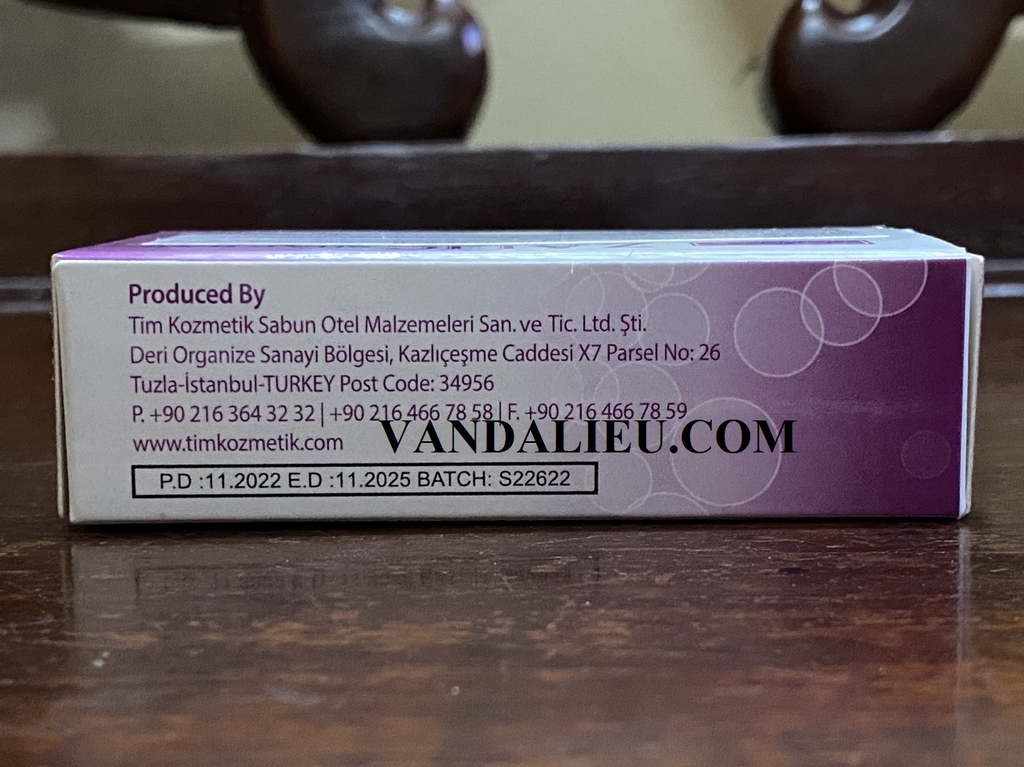 Produced By
Tim Kozmetik Sabun Otel Malzemeleri San. ve Tic. Ltd. Şti.
Deri Organize Sanayi Bölgesi, Kazlıçeşme Caddesi X7 Parsel No: 26
Tuzla-İstanbul-TURKEY Post Code: 34956
P. +90 216 364 32 32 | +90 216 466 78 58 | F. +90 216 466 78 59
www.timkozmetik.com
VANDALIEU.COM
P.D :11.2022 E.D :11.2025 BATCH: S22622